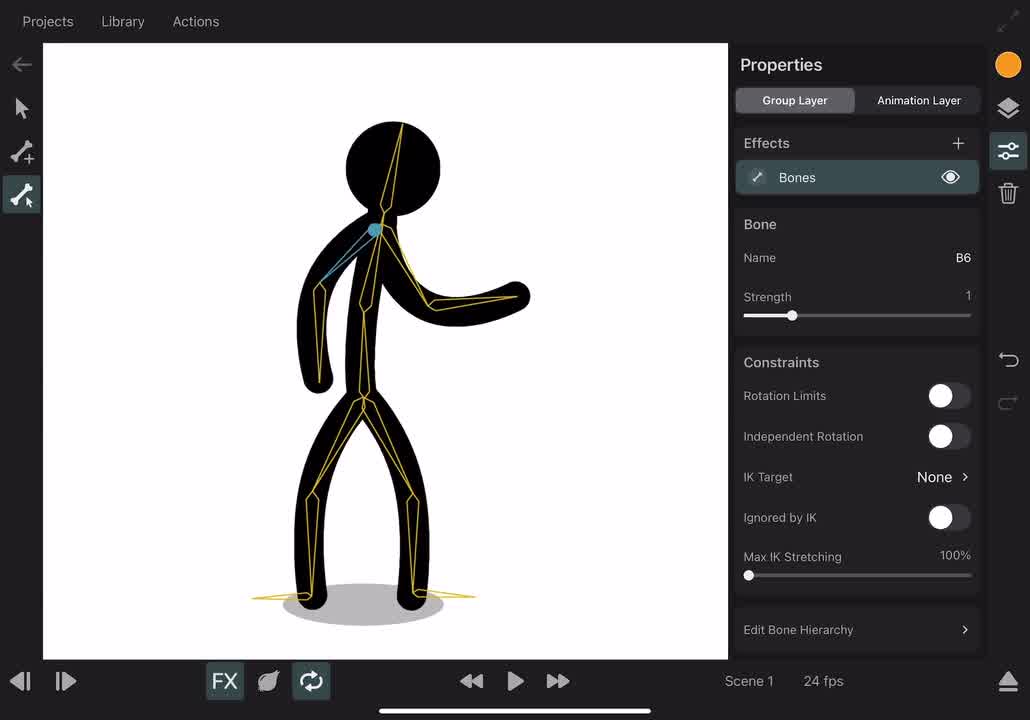 Projects Library Actions
Properties
Group Layer Animation Layer
Effects
Bones
Bone
Name B6
Strength 1
Constraints
Rotation Limits
Independent Rotation
IK Target None
Ignored by IK
Max IK Stretching 100%
Edit Bone Hierarchy
FX Scene 1 24 fps